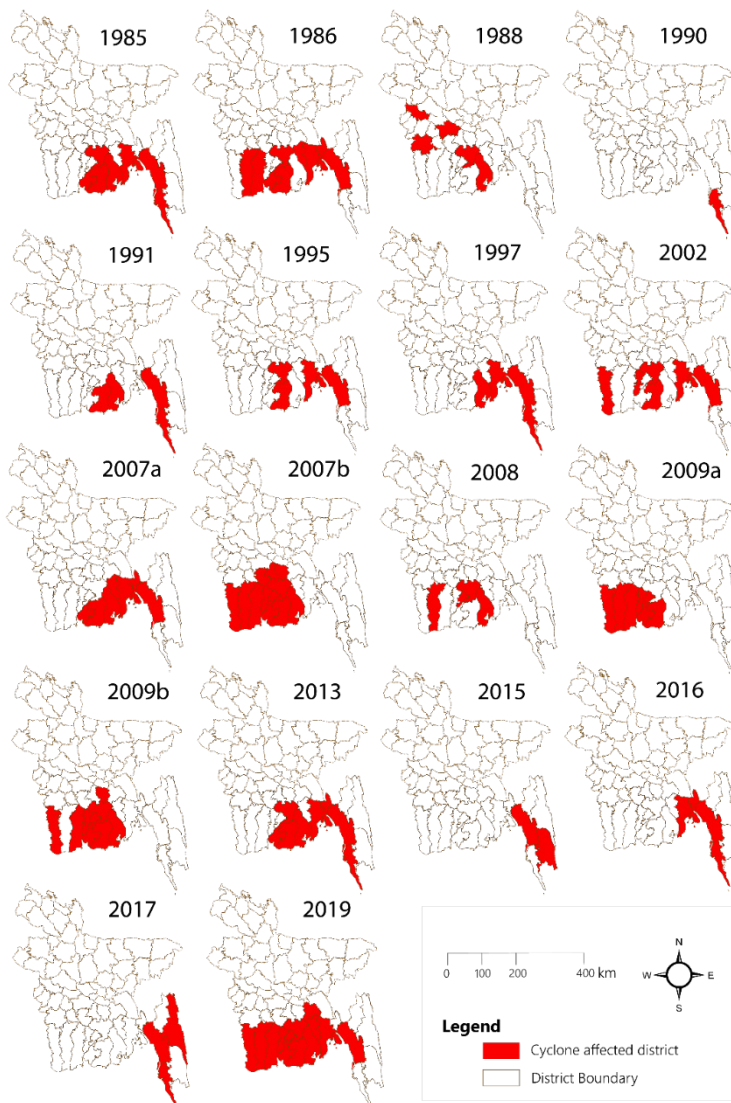 1985
1986
1988
1990
1991
1995
1997
2002
2007a
2007b
2008
2009a
2009b
2013
2015
2016
2017
2019
N
W E
S
0 100 200 400 km
Legend
Cyclone affected district
District Boundary